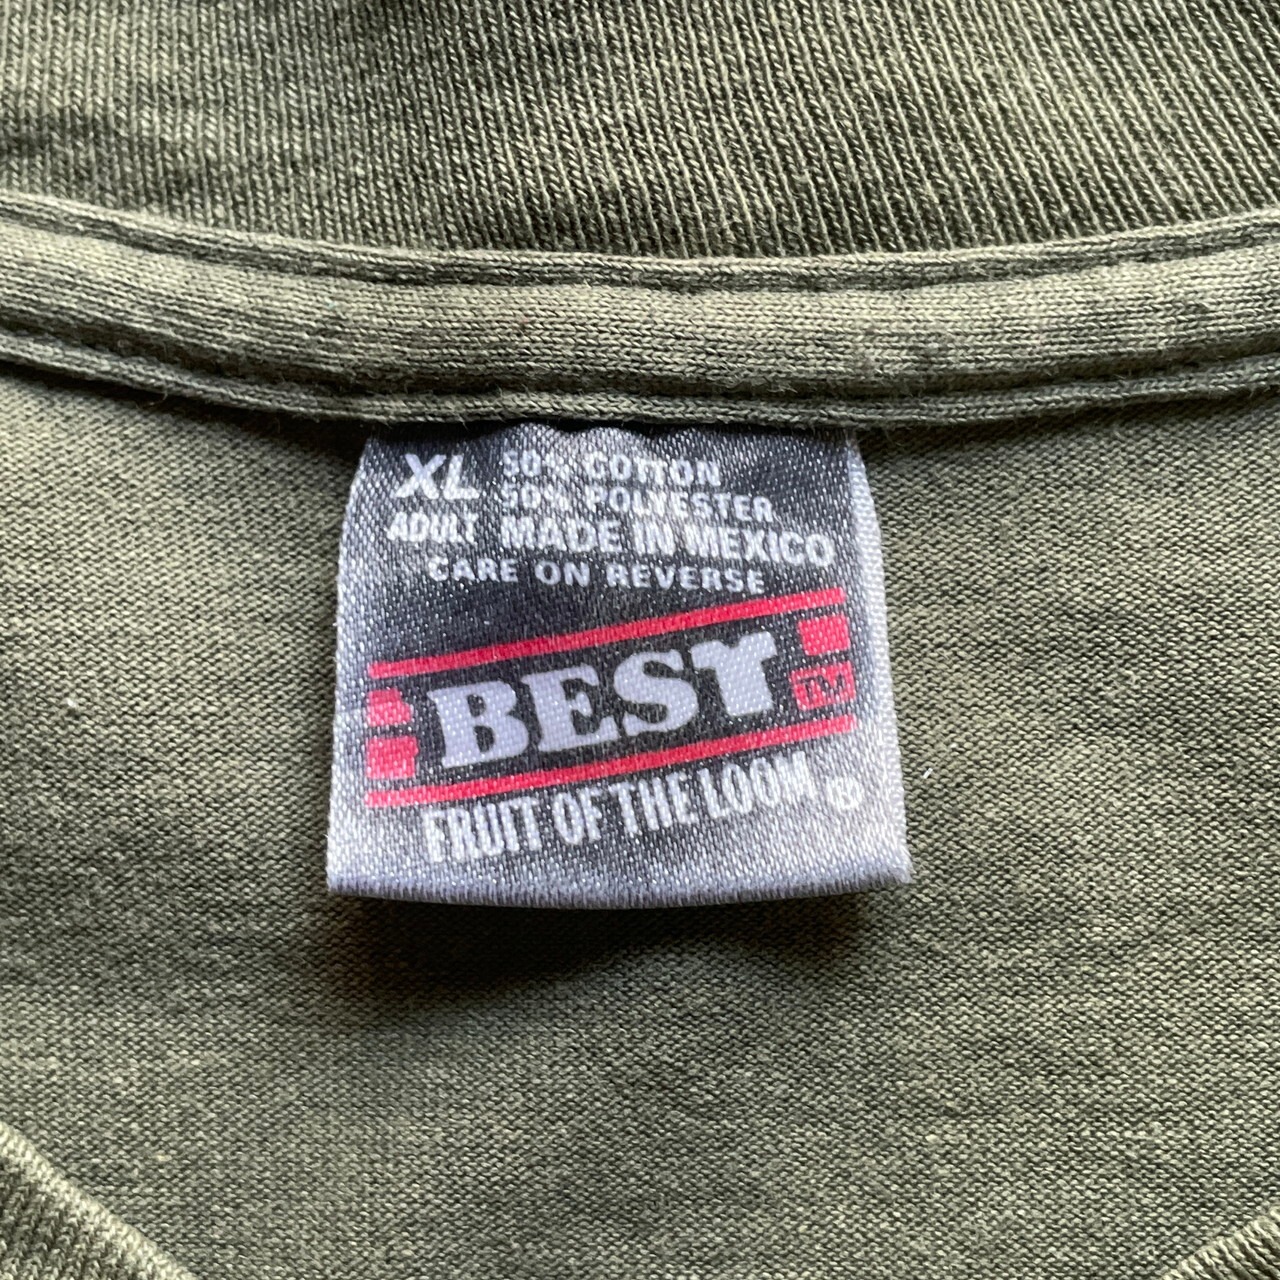 XL 50% COTTON
50% POLYESTER
ADULT MADE IN MEXICO
CARE ON REVERSE
BEST TM
FRUIT OF THE LOOM ®